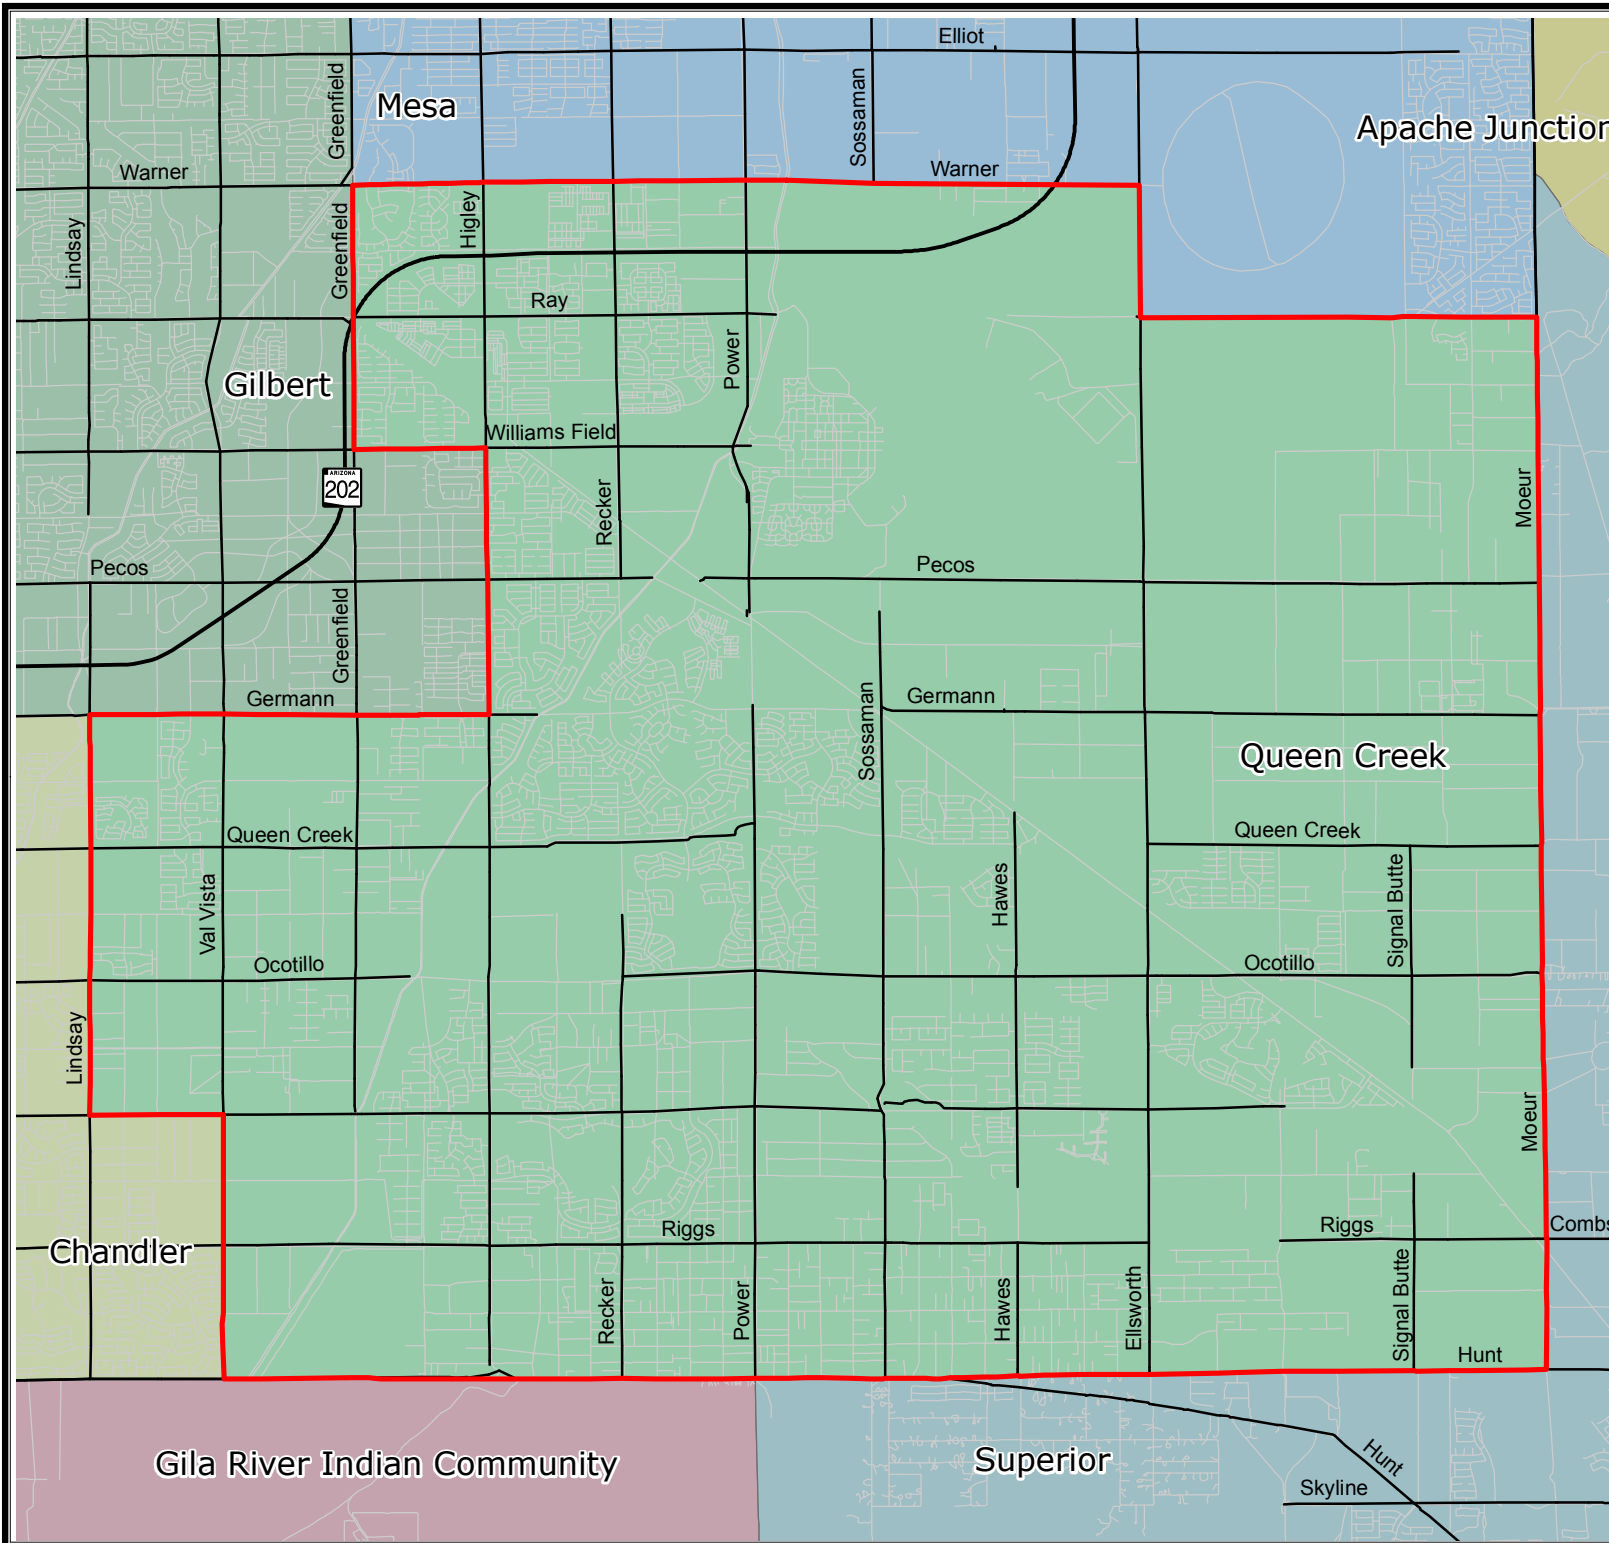 Elliot
Greenfield
Mesa
Sossaman
Apache Junction
Warner
Warner
Lindsay
Greenfield
Higley
Ray
Power
Gilbert
Williams Field
ARIZONA
202
Recker
Moeur
Pecos
Pecos
Greenfield
Germann
Germann
Sossaman
Queen Creek
Queen Creek
Queen Creek
Val Vista
Hawes
Signal Butte
Ocotillo
Ocotillo
Lindsay
Moeur
Riggs
Riggs
Combs
Chandler
Recker
Power
Hawes
Ellsworth
Signal Butte
Hunt
Gila River Indian Community
Superior
Hunt
Skyline